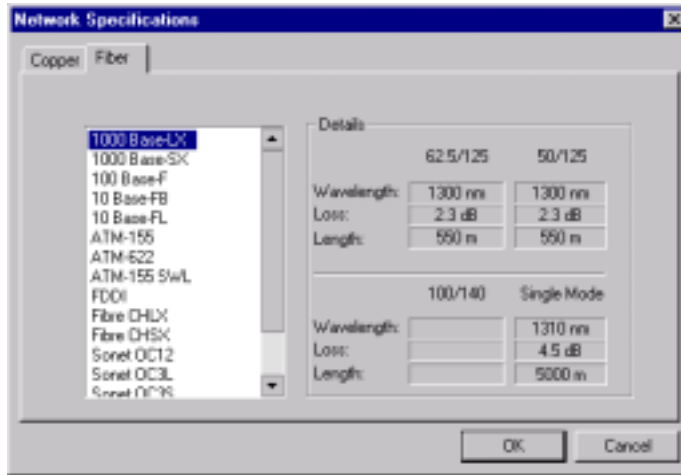 Network Specifications
Copper Fiber
1000 Base-LX
1000 Base-SX
100 Base-F
10 Base-FB
10 Base-FL
ATM-155
ATM-622
ATM-155 SWL
FDDI
Fibre CHLX
Fibre CHSX
Sonet OC12
Sonet OC3L
Sonet OC3S
Details
62.5/125 50/125
Wavelength: 1300 nm 1300 nm
Loss: 2.3 dB 2.3 dB
Length: 550 m 550 m
100/140 Single Mode
Wavelength: 1310 nm
Loss: 4.5 dB
Length: 5000 m
OK Cancel